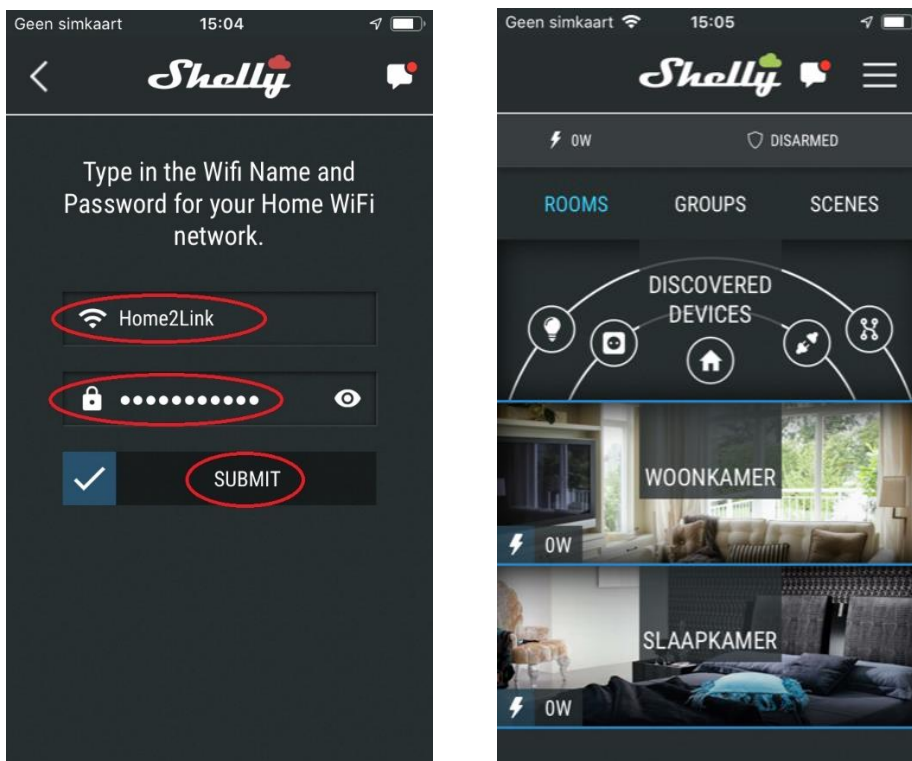 Geen simkaart 15:04
Shelly
Type in the Wifi Name and
Password for your Home WiFi
network.
Home2Link
●●●●●●●●●●●
SUBMIT
Geen simkaart 15:05
Shelly
0W DISARMED
ROOMS GROUPS SCENES
DISCOVERED
DEVICES
WOONKAMER
0W
SLAAPKAMER
0W